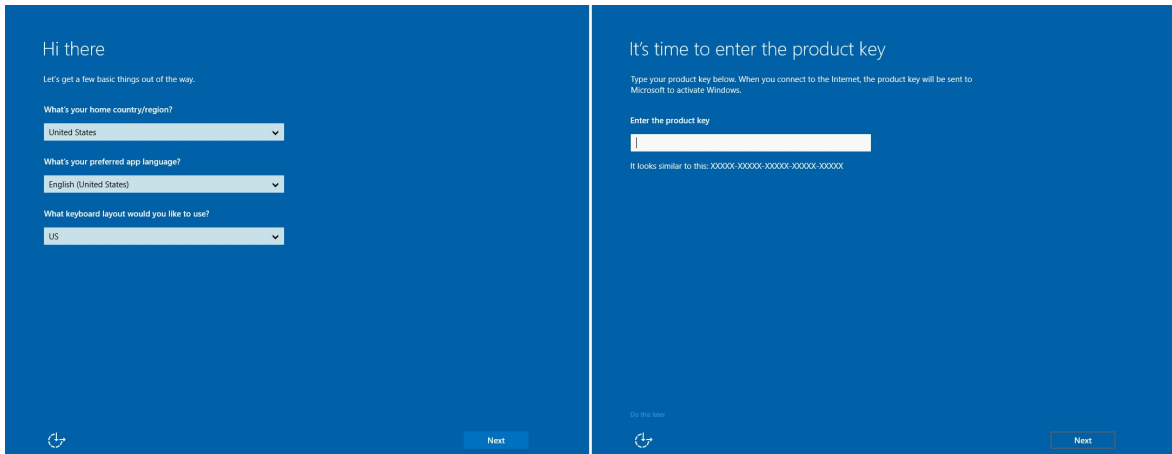 Hi there
Let's get a few basic things out of the way.
What's your home country/region?
United States
What's your preferred app language?
English (United States)
What keyboard layout would you like to use?
US
Next
It's time to enter the product key
Type your product key below. When you connect to the Internet, the product key will be sent to
Microsoft to activate Windows.
Enter the product key
It looks similar to this: XXXXX-XXXXX-XXXXX-XXXXX-XXXXX
Do this later
Next